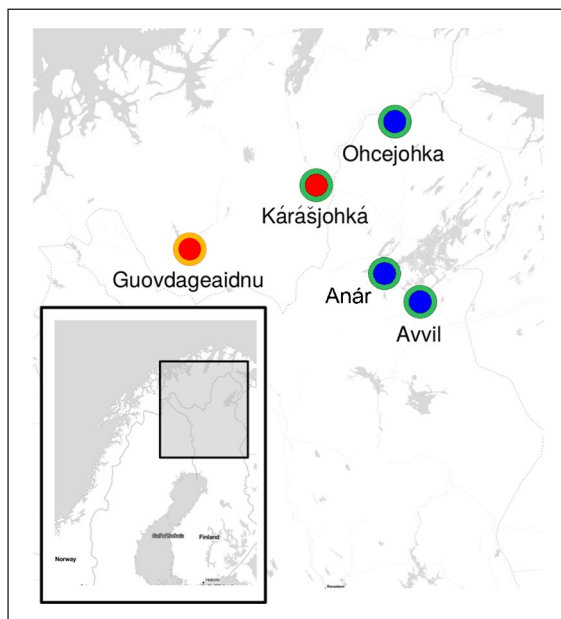 Ohcejohka
Kárášjohká
Guovdageaidnu
Anár
Avvil
Finland
Norway